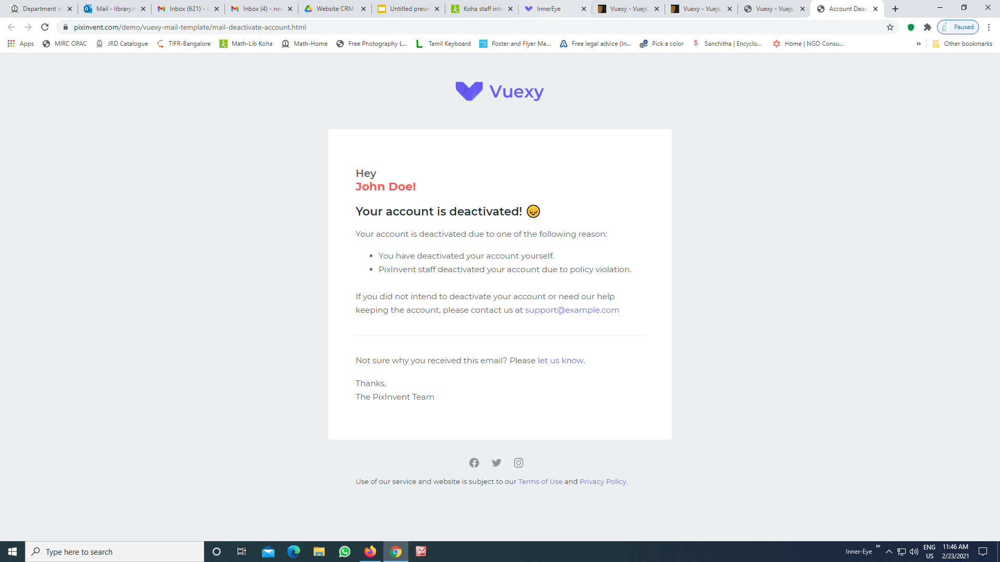 Department of
Mail - library.m
Inbox (621) - c
Inbox (4) - nea
Website CRM
Untitled prese
Koha staff inte
InnerEye
Vuexy - Vuejs,
Vuexy - Vuejs,
Vuexy - Vuejs,
Account Deac
pixinvent.com/demo/vuexy-mail-template/mail-deactivate-account.html
Paused
Apps
MIRC OPAC
JRD Catalogue
TIFR-Bangalore
Math-Lib Koha
Math-Home
Free Photography L...
Tamil Keyboard
Poster and Flyer Ma...
Free legal advice (In...
Pick a color
Sanchitha | Encyclo...
Home | NGO Consu...
»
Other bookmarks
Vuexy
Hey
John Doe!
Your account is deactivated! 😞
Your account is deactivated due to one of the following reason:
• You have deactivated your account yourself.
• PixInvent staff deactivated your account due to policy violation.
If you did not intend to deactivate your account or need our help
keeping the account, please contact us at support@example.com
Not sure why you received this email? Please let us know.
Thanks,
The PixInvent Team
Use of our service and website is subject to our Terms of Use and Privacy Policy.
Type here to search
Inner-Eye
»
ENG
US
11:46 AM
2/23/2021